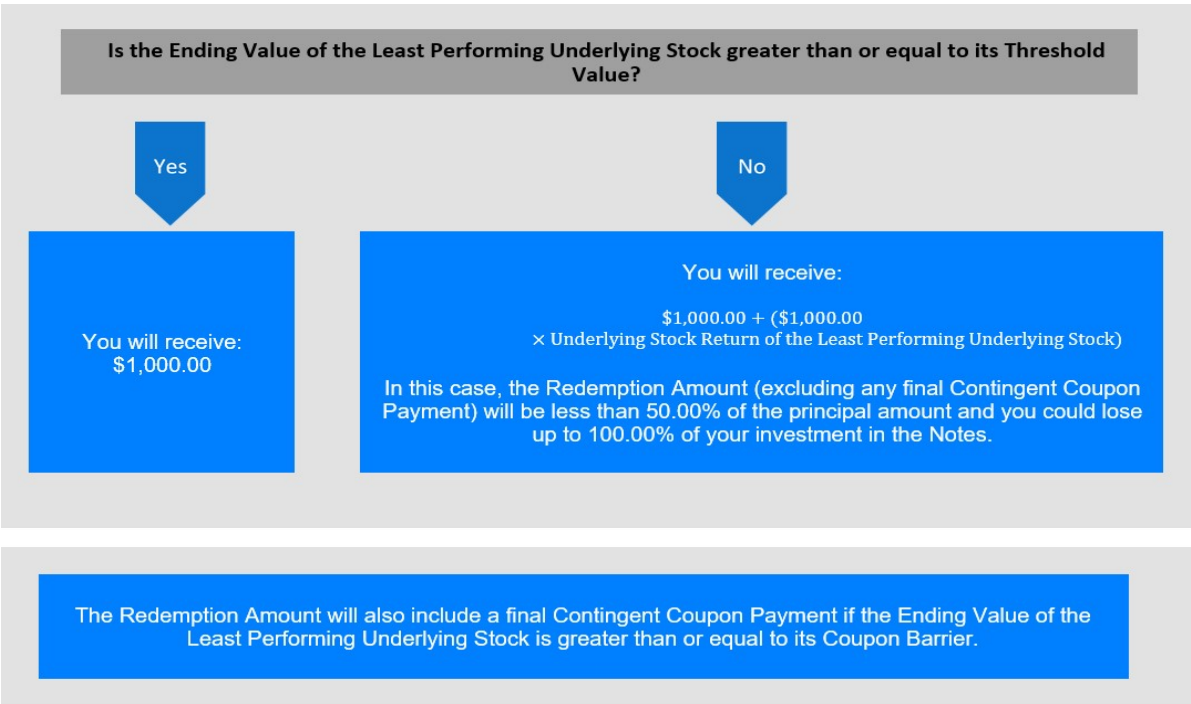 Is the Ending Value of the Least Performing Underlying Stock greater than or equal to its Threshold
Value?
Yes
No
You will receive:
$1,000.00
You will receive:
$1,000.00 + ($1,000.00
× Underlying Stock Return of the Least Performing Underlying Stock)
In this case, the Redemption Amount (excluding any final Contingent Coupon
Payment) will be less than 50.00% of the principal amount and you could lose
up to 100.00% of your investment in the Notes.
The Redemption Amount will also include a final Contingent Coupon Payment if the Ending Value of the
Least Performing Underlying Stock is greater than or equal to its Coupon Barrier.